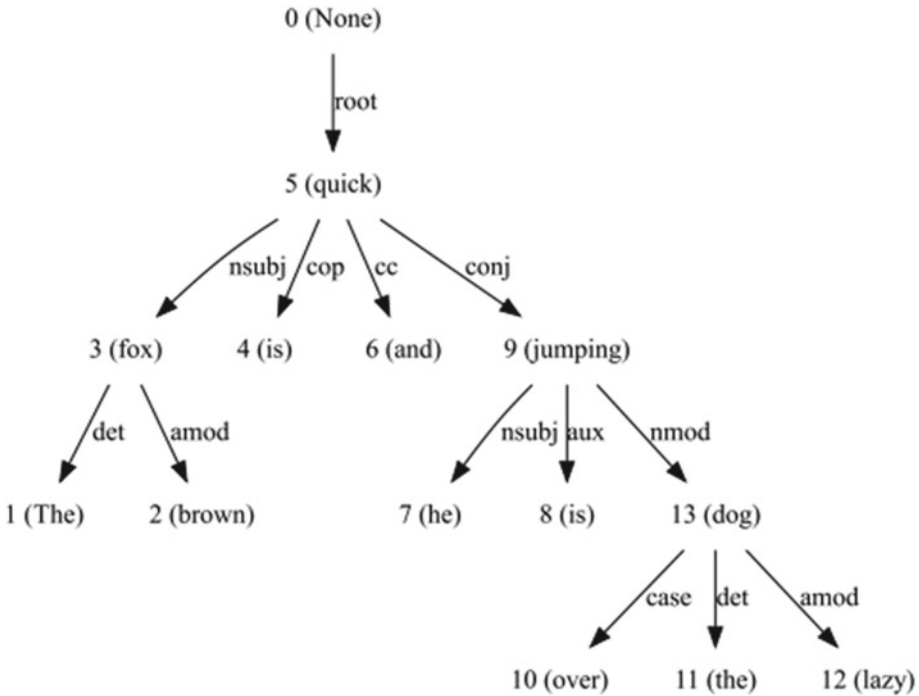 0 (None)
root
5 (quick)
nsubj cop cc conj
3 (fox) 4 (is) 6 (and) 9 (jumping)
det amod nsubj aux nmod
1 (The) 2 (brown) 7 (he) 8 (is) 13 (dog)
case det amod
10 (over) 11 (the) 12 (lazy)